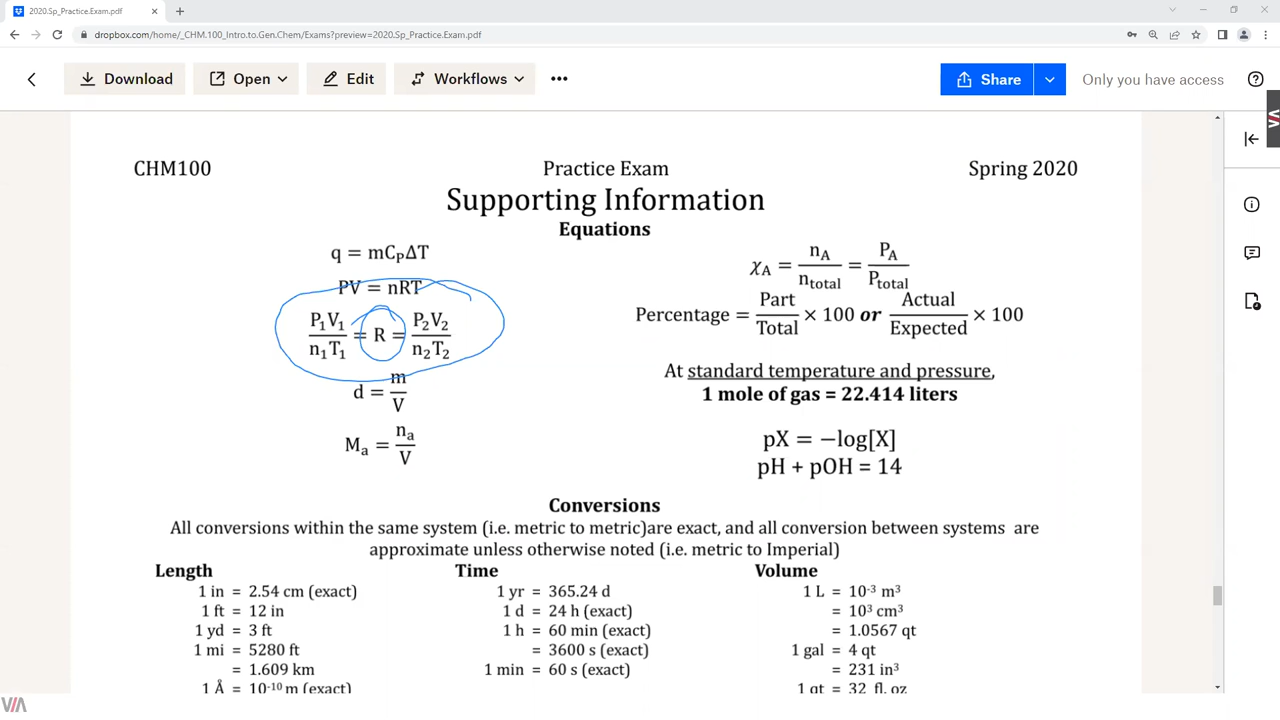 2020.Sp_Practice.Exam.pdf
dropbox.com/home/_CHM.100_Intro.to.Gen.Chem/Exams?preview=2020.Sp_Practice.Exam.pdf
Download Open Edit Workflows Share Only you have access
CHM100 Practice Exam Spring 2020
Supporting Information
Equations
q = mCₚΔT
PV = nRT
P₁V₁/n₁T₁ = R = P₂V₂/n₂T₂
d = m/V
Mₐ = nₐ/V
χA = nA/ntotal = PA/Ptotal
Percentage = Part/Total × 100 or Actual/Expected × 100
At standard temperature and pressure,
1 mole of gas = 22.414 liters
pX = −log[X]
pH + pOH = 14
Conversions
All conversions within the same system (i.e. metric to metric)are exact, and all conversion between systems are
approximate unless otherwise noted (i.e. metric to Imperial)
Length
1 in = 2.54 cm (exact)
1 ft = 12 in
1 yd = 3 ft
1 mi = 5280 ft
= 1.609 km
1 Å = 10⁻¹⁰ m (exact)
Time
1 yr = 365.24 d
1 d = 24 h (exact)
1 h = 60 min (exact)
= 3600 s (exact)
1 min = 60 s (exact)
Volume
1 L = 10⁻³ m³
= 10³ cm³
= 1.0567 qt
1 gal = 4 qt
= 231 in³
1 qt = 32 fl. oz
VIA